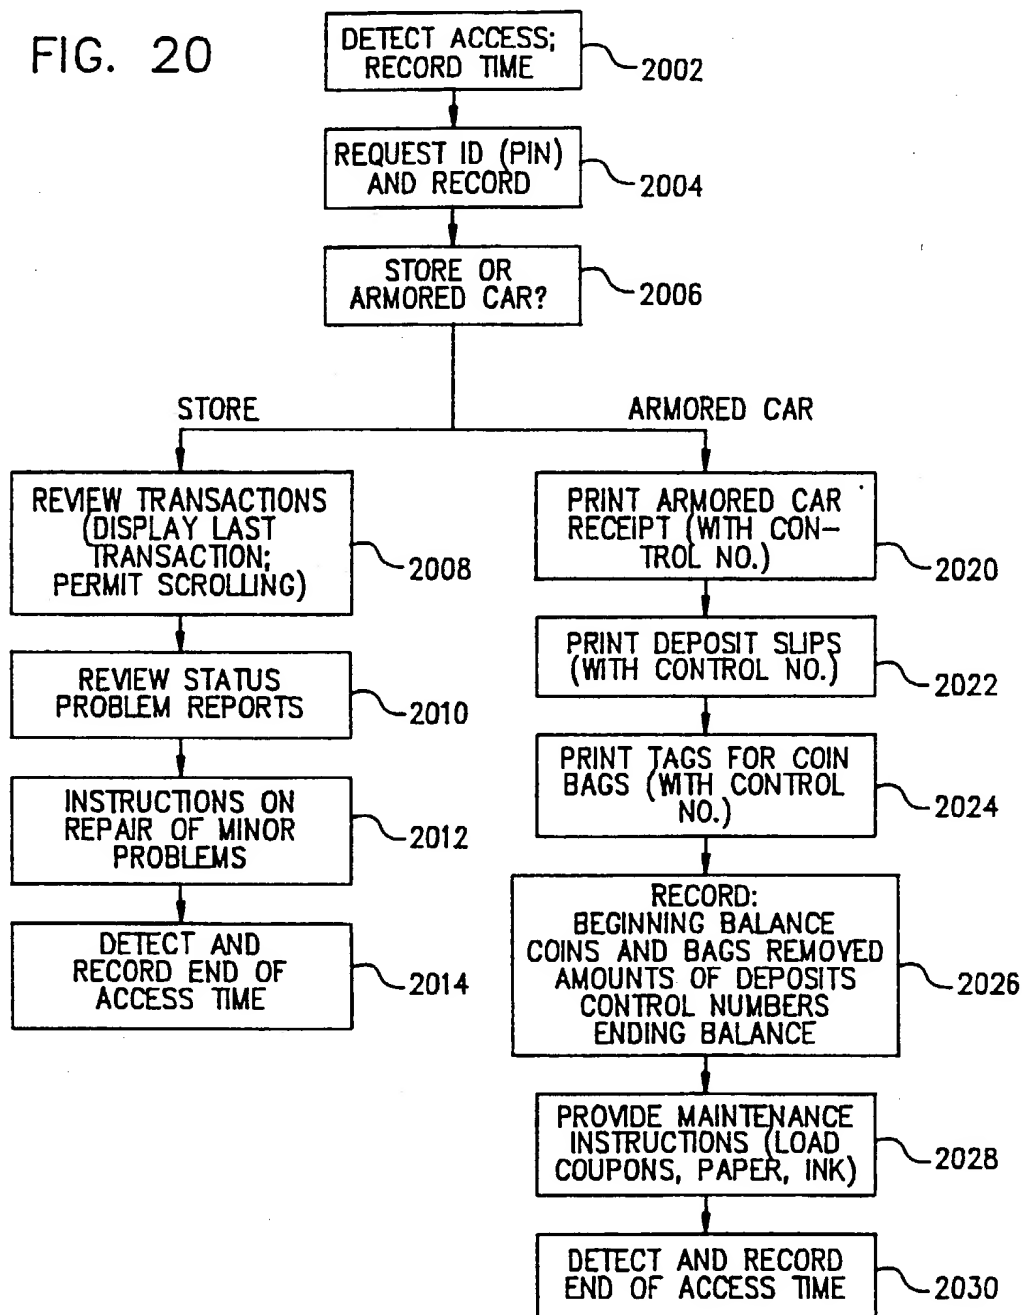 FIG. 20
DETECT ACCESS;
RECORD TIME
2002
REQUEST ID (PIN)
AND RECORD
2004
STORE OR
ARMORED CAR?
2006
STORE
ARMORED CAR
REVIEW TRANSACTIONS
(DISPLAY LAST
TRANSACTION;
PERMIT SCROLLING)
2008
REVIEW STATUS
PROBLEM REPORTS
2010
INSTRUCTIONS ON
REPAIR OF MINOR
PROBLEMS
2012
DETECT AND
RECORD END OF
ACCESS TIME
2014
PRINT ARMORED CAR
RECEIPT (WITH CON-
TROL NO.)
2020
PRINT DEPOSIT SLIPS
(WITH CONTROL NO.)
2022
PRINT TAGS FOR COIN
BAGS (WITH CONTROL
NO.)
2024
RECORD:
BEGINNING BALANCE
COINS AND BAGS REMOVED
AMOUNTS OF DEPOSITS
CONTROL NUMBERS
ENDING BALANCE
2026
PROVIDE MAINTENANCE
INSTRUCTIONS (LOAD
COUPONS, PAPER, INK)
2028
DETECT AND RECORD
END OF ACCESS TIME
2030